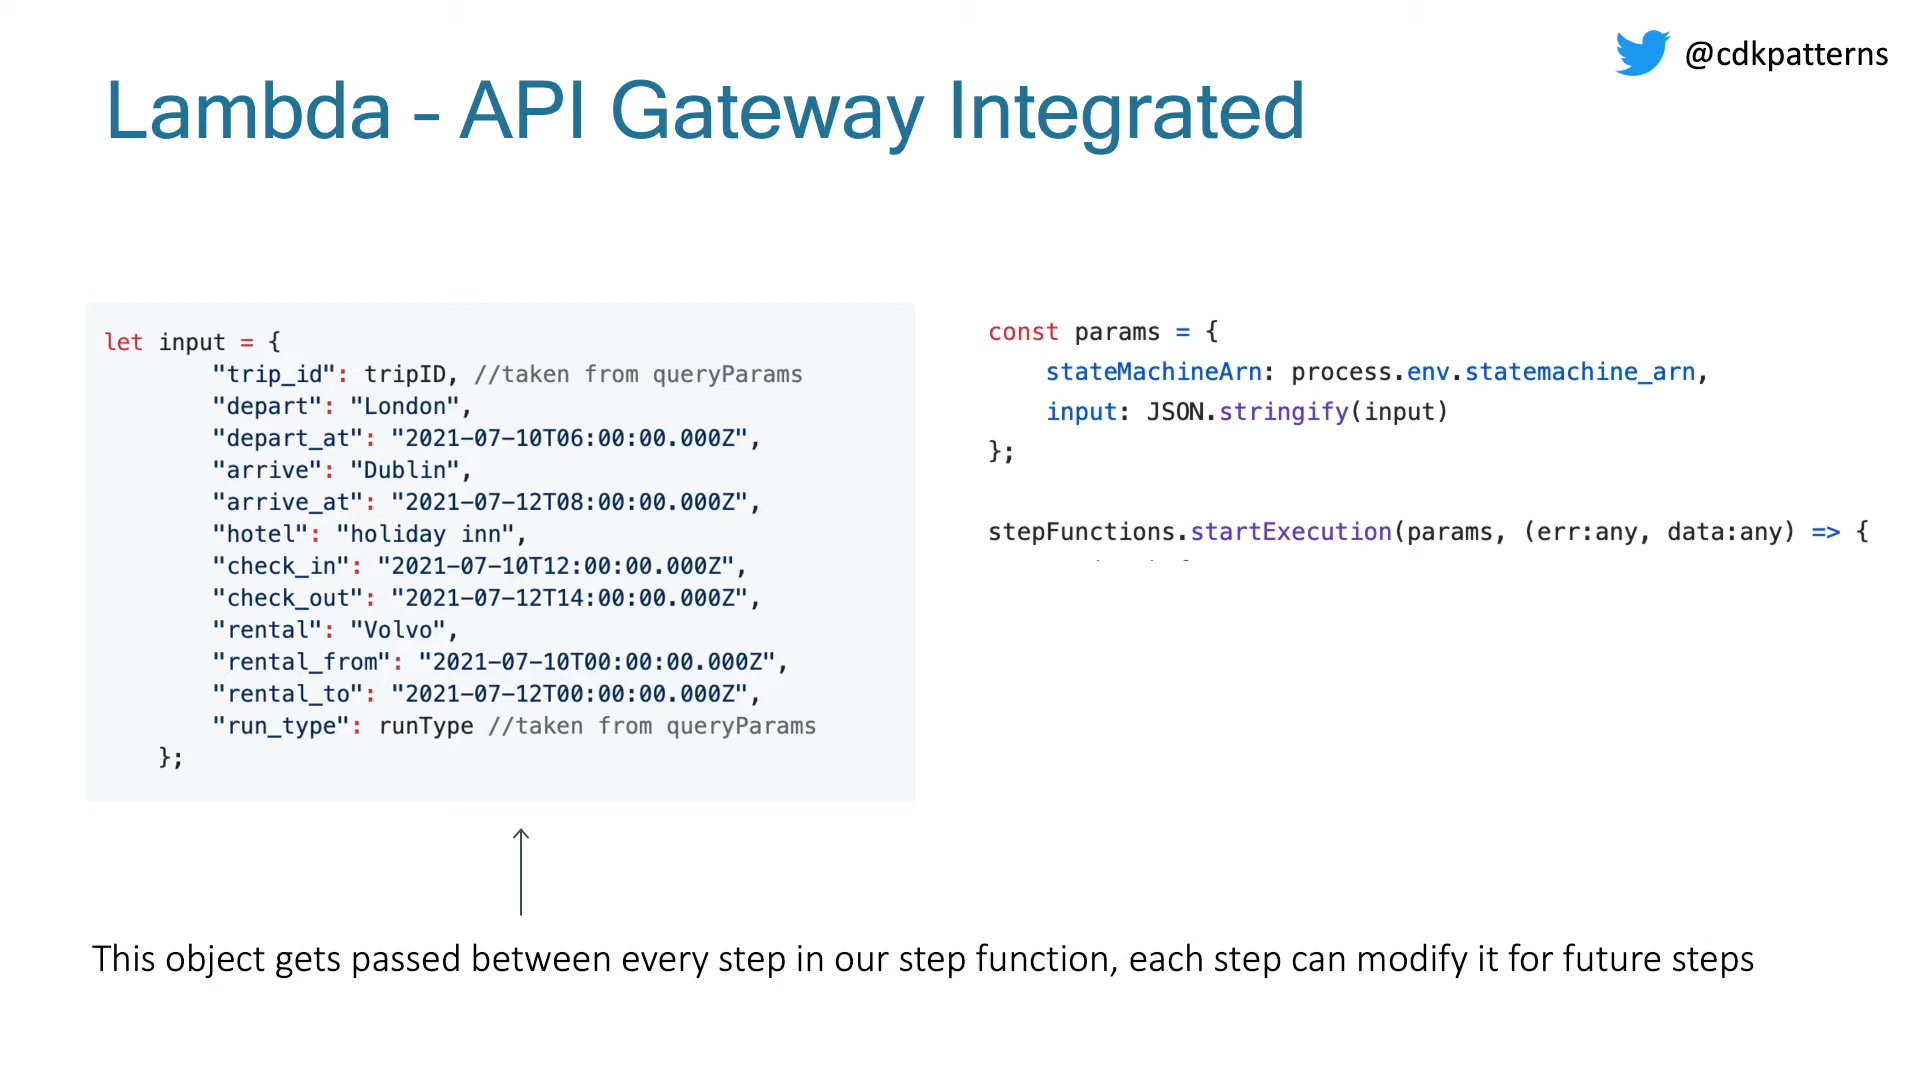 @cdkpatterns
Lambda - API Gateway Integrated
let input = {
"trip_id": tripID, //taken from queryParams
"depart": "London",
"depart_at": "2021-07-10T06:00:00.000Z",
"arrive": "Dublin",
"arrive_at": "2021-07-12T08:00:00.000Z",
"hotel": "holiday inn",
"check_in": "2021-07-10T12:00:00.000Z",
"check_out": "2021-07-12T14:00:00.000Z",
"rental": "Volvo",
"rental_from": "2021-07-10T00:00:00.000Z",
"rental_to": "2021-07-12T00:00:00.000Z",
"run_type": runType //taken from queryParams
};
const params = {
stateMachineArn: process.env.statemachine_arn,
input: JSON.stringify(input)
};
stepFunctions.startExecution(params, (err:any, data:any) => {
This object gets passed between every step in our step function, each step can modify it for future steps